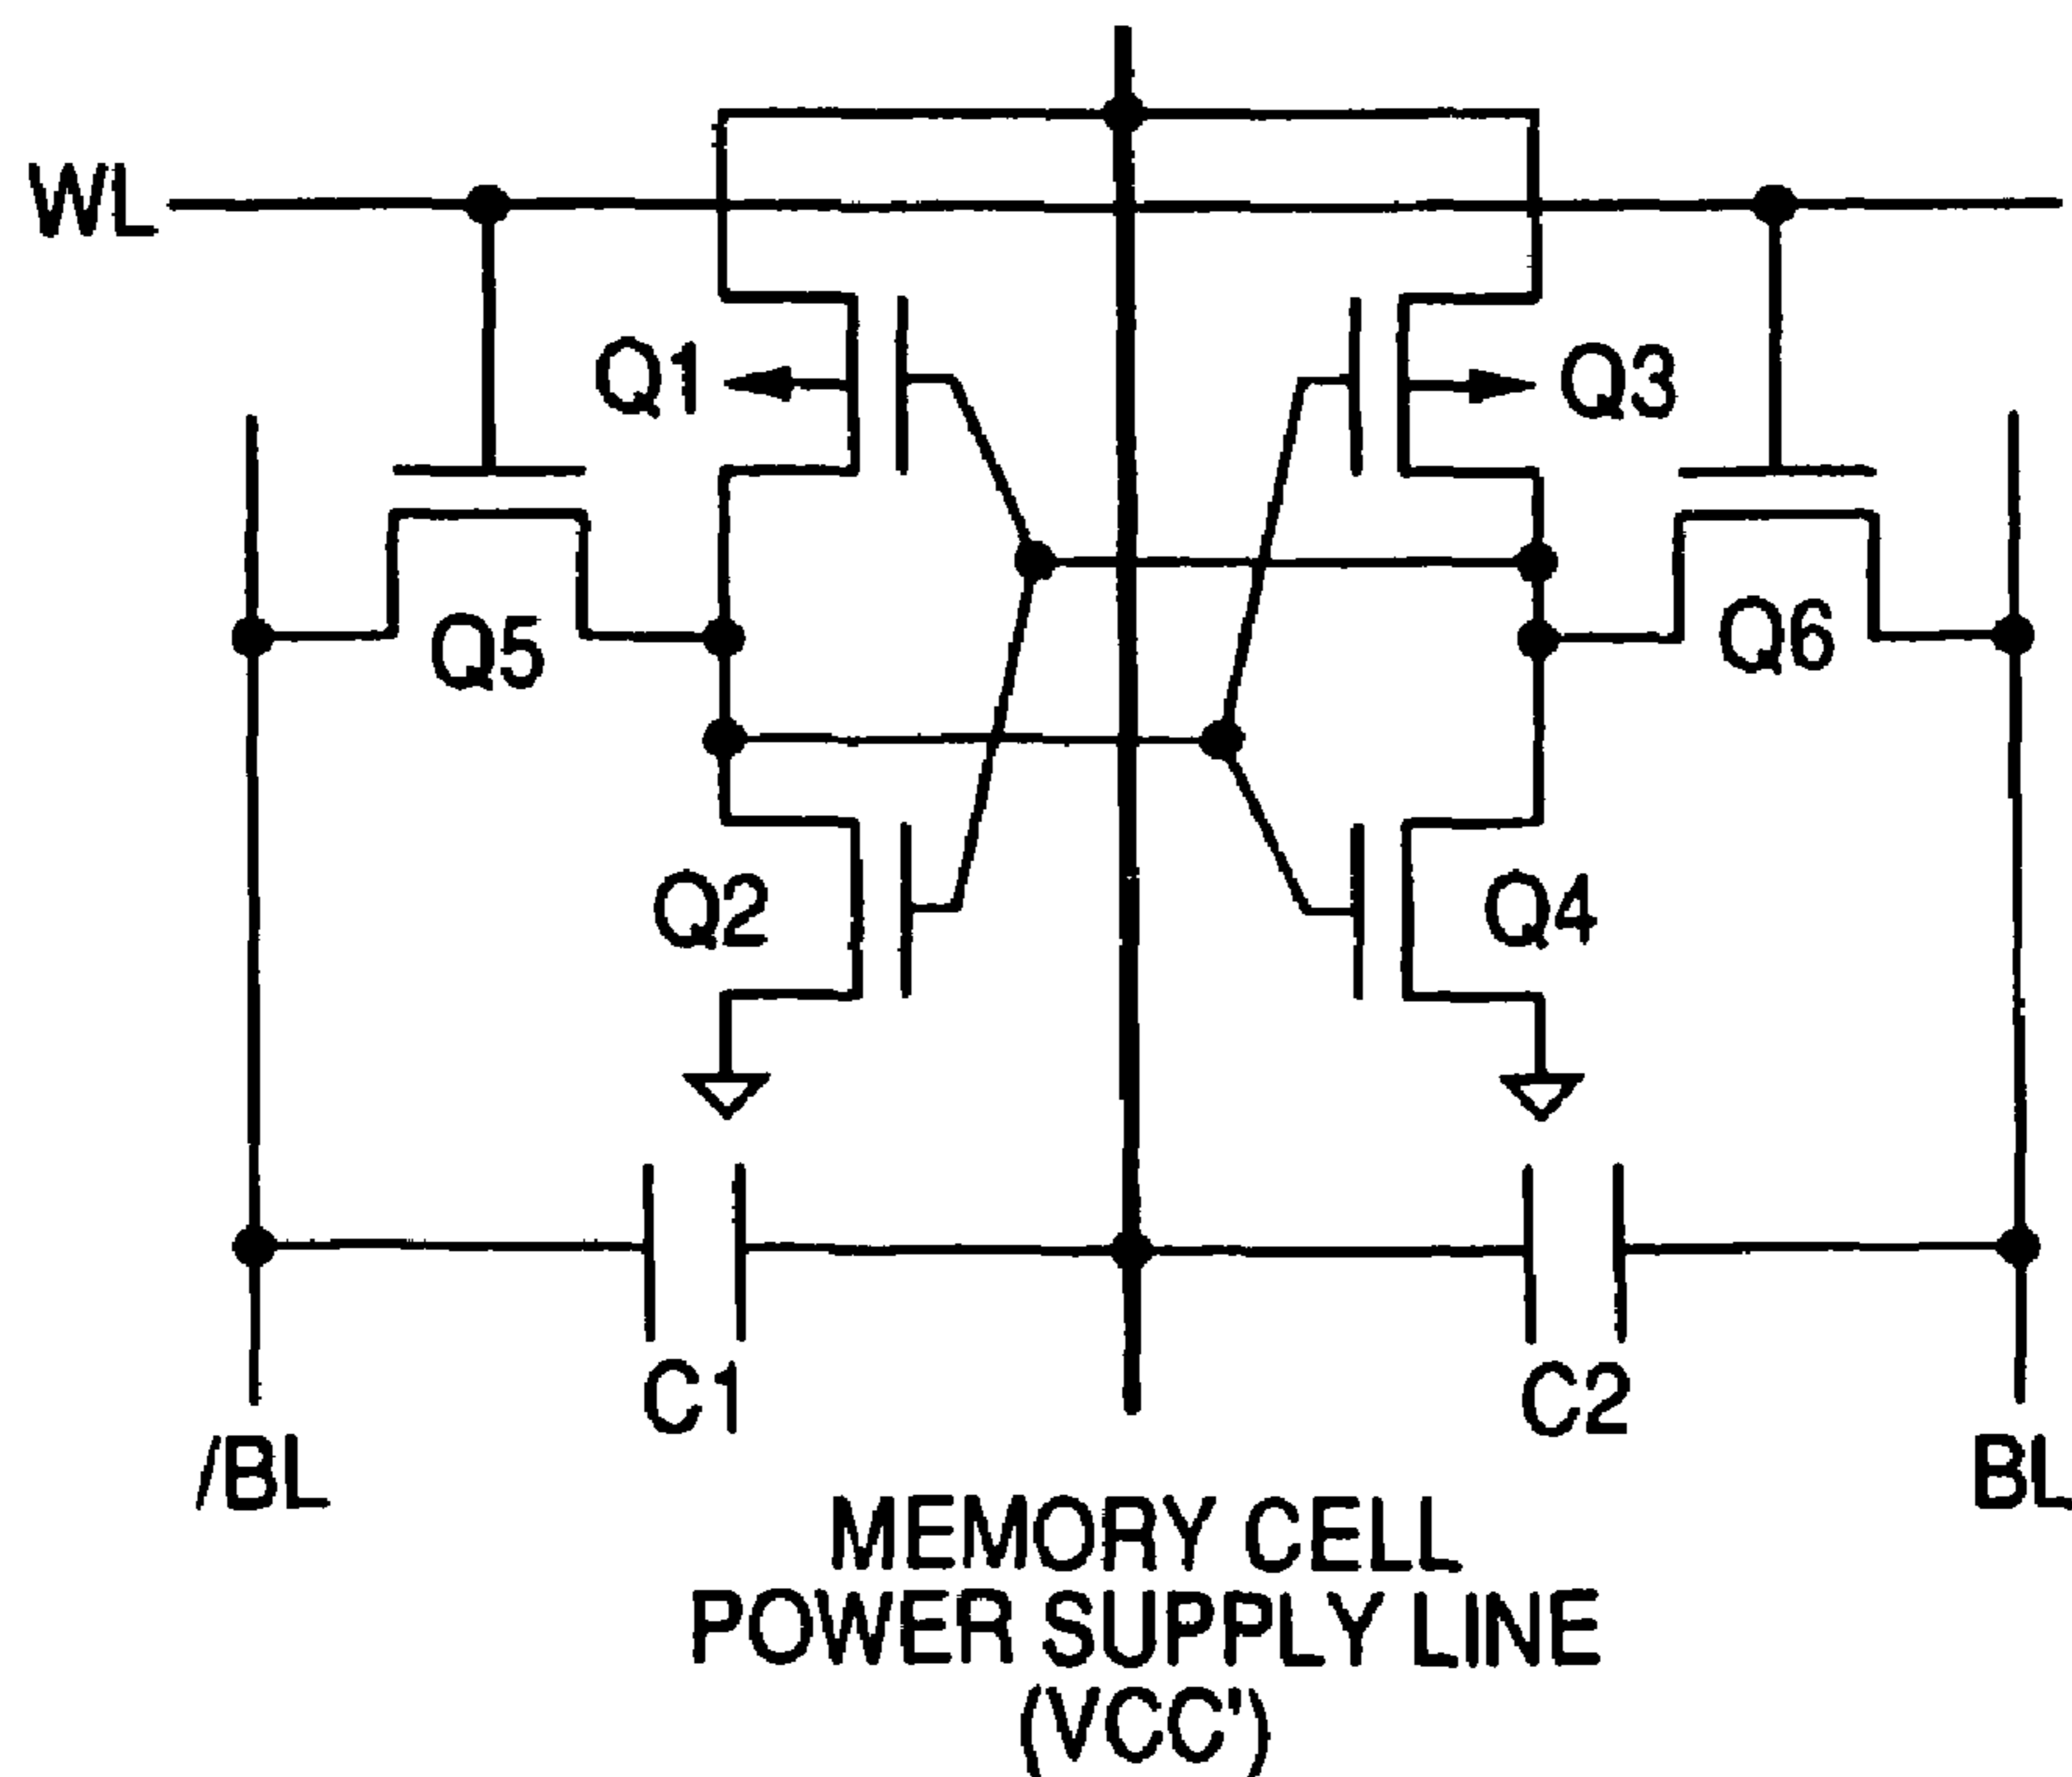 WL
Q1
Q3
Q5
Q6
Q2
Q4
C1
C2
/BL
BL
MEMORY CELL
POWER SUPPLY LINE
(VCC')